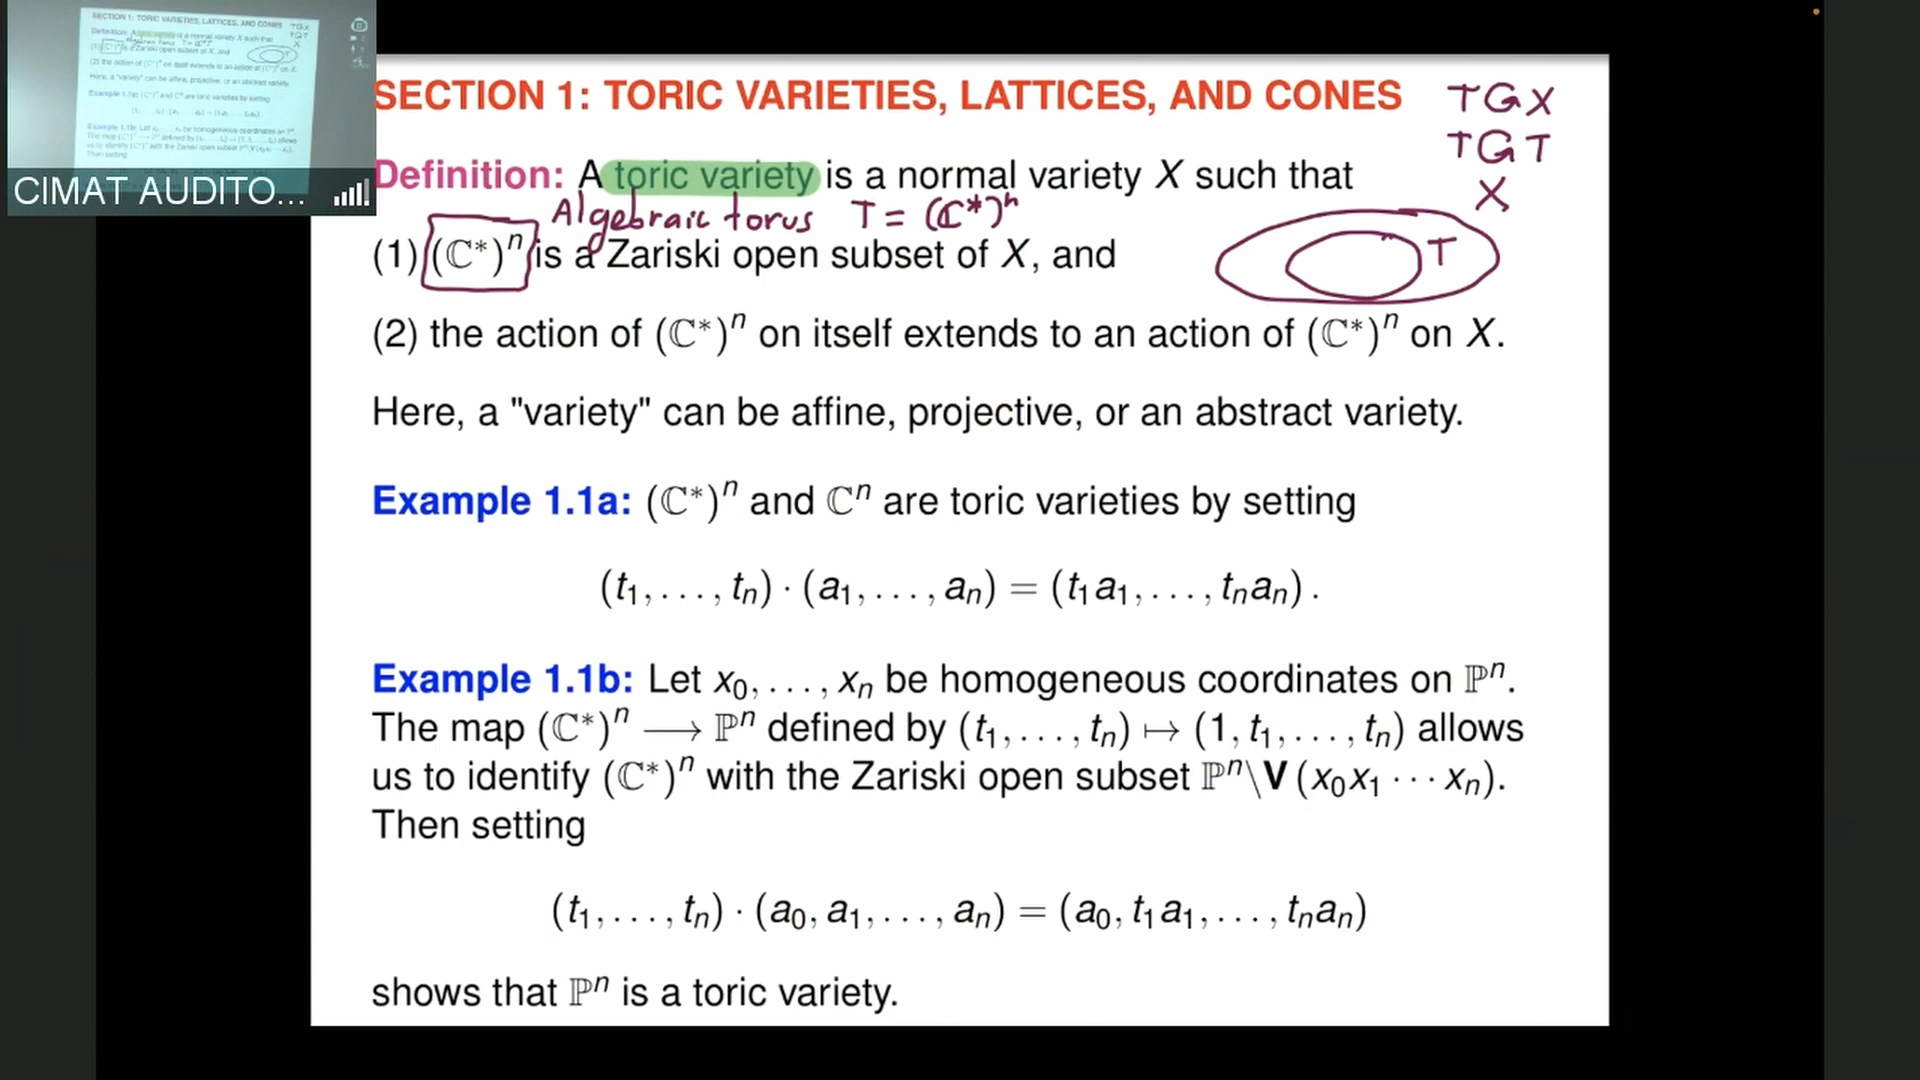 SECTION 1: TORIC VARIETIES, LATTICES, AND CONES
TGX
TGT
X
Definition: A toric variety is a normal variety X such that
Algebraic torus T = (ℂ*)ⁿ
(1) (ℂ*)ⁿ is a Zariski open subset of X, and
T
(2) the action of (ℂ*)ⁿ on itself extends to an action of (ℂ*)ⁿ on X.
Here, a "variety" can be affine, projective, or an abstract variety.
Example 1.1a: (ℂ*)ⁿ and ℂⁿ are toric varieties by setting
(t₁, . . . , tₙ) · (a₁, . . . , aₙ) = (t₁a₁, . . . , tₙaₙ) .
Example 1.1b: Let x₀, . . . , xₙ be homogeneous coordinates on ℙⁿ.
The map (ℂ*)ⁿ ⟶ ℙⁿ defined by (t₁, . . . , tₙ) ↦ (1, t₁, . . . , tₙ) allows
us to identify (ℂ*)ⁿ with the Zariski open subset ℙⁿ\V (x₀x₁ · · · xₙ).
Then setting
(t₁, . . . , tₙ) · (a₀, a₁, . . . , aₙ) = (a₀, t₁a₁, . . . , tₙaₙ)
shows that ℙⁿ is a toric variety.
CIMAT AUDITO...